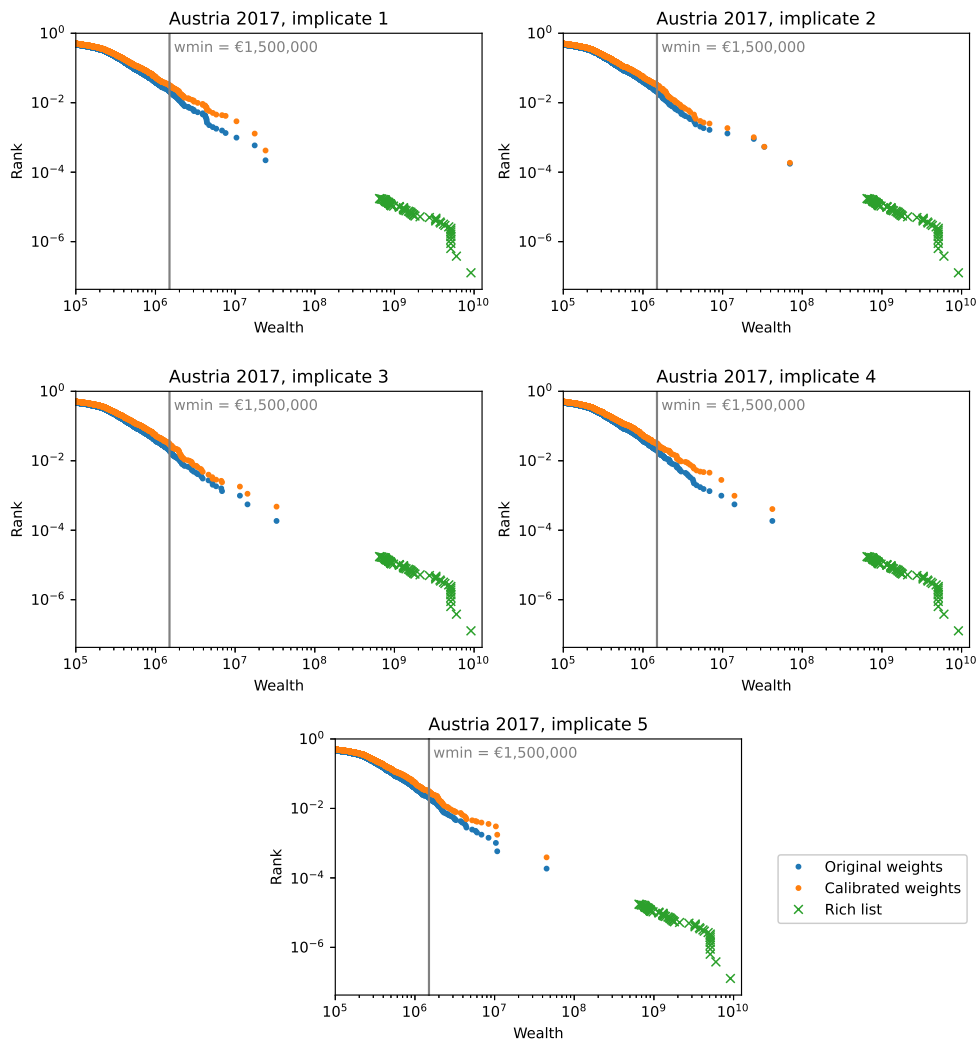 Austria 2017, implicate 1
wmin = €1,500,000
Rank
10^0
10^-2
10^-4
10^-6
10^5 10^6 10^7 10^8 10^9 10^10
Wealth
Austria 2017, implicate 2
wmin = €1,500,000
Rank
10^0
10^-2
10^-4
10^-6
10^5 10^6 10^7 10^8 10^9 10^10
Wealth
Austria 2017, implicate 3
wmin = €1,500,000
Rank
10^0
10^-2
10^-4
10^-6
10^5 10^6 10^7 10^8 10^9 10^10
Wealth
Austria 2017, implicate 4
wmin = €1,500,000
Rank
10^0
10^-2
10^-4
10^-6
10^5 10^6 10^7 10^8 10^9 10^10
Wealth
Austria 2017, implicate 5
wmin = €1,500,000
Rank
10^0
10^-2
10^-4
10^-6
10^5 10^6 10^7 10^8 10^9 10^10
Wealth
Original weights
Calibrated weights
Rich list